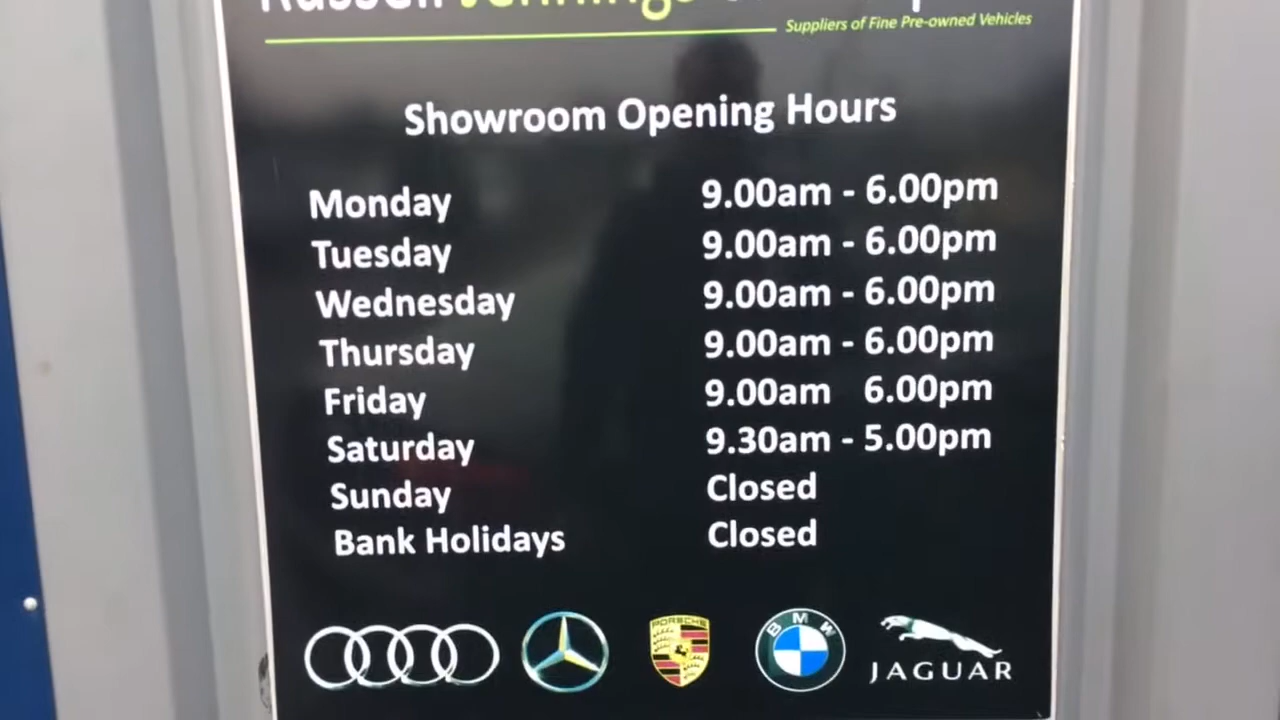 Russell Jennings
Suppliers of Fine Pre-owned Vehicles
Showroom Opening Hours
Monday 9.00am - 6.00pm
Tuesday 9.00am - 6.00pm
Wednesday 9.00am - 6.00pm
Thursday 9.00am - 6.00pm
Friday 9.00am 6.00pm
Saturday 9.30am - 5.00pm
Sunday Closed
Bank Holidays Closed
PORSCHE BMW
JAGUAR